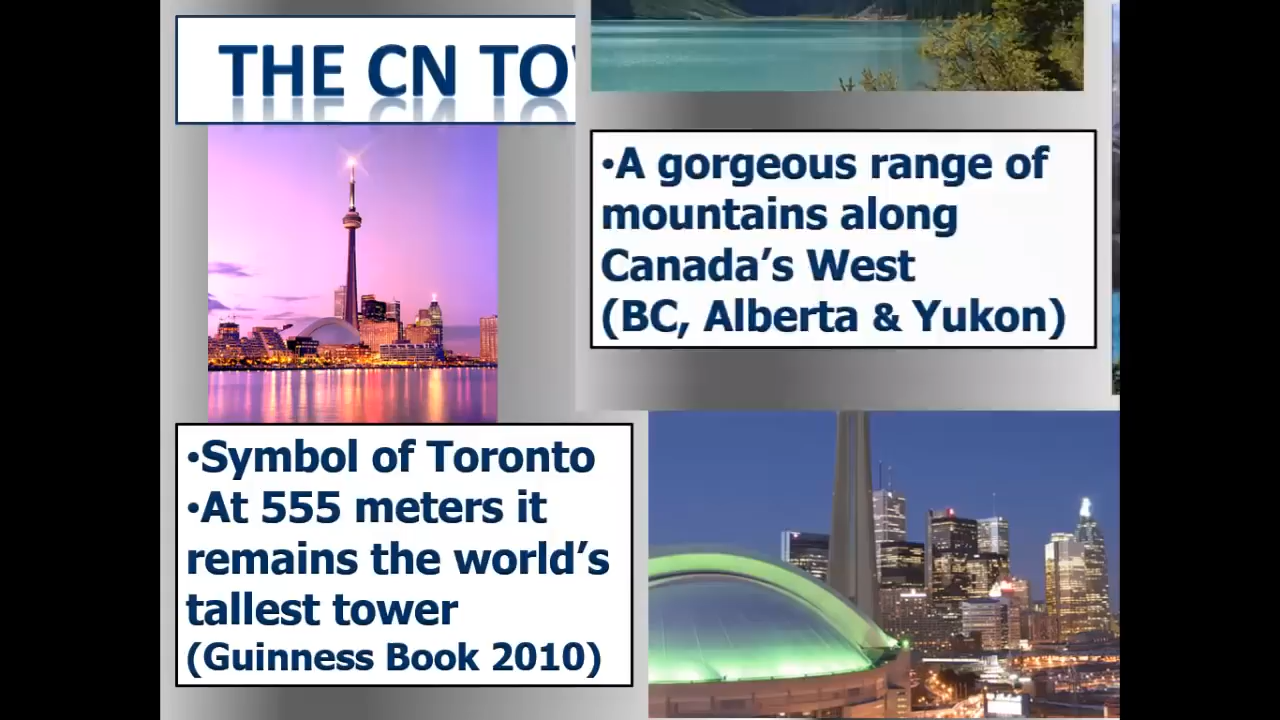 THE CN TO
•A gorgeous range of
mountains along
Canada’s West
(BC, Alberta & Yukon)
•Symbol of Toronto
•At 555 meters it
remains the world’s
tallest tower
(Guinness Book 2010)